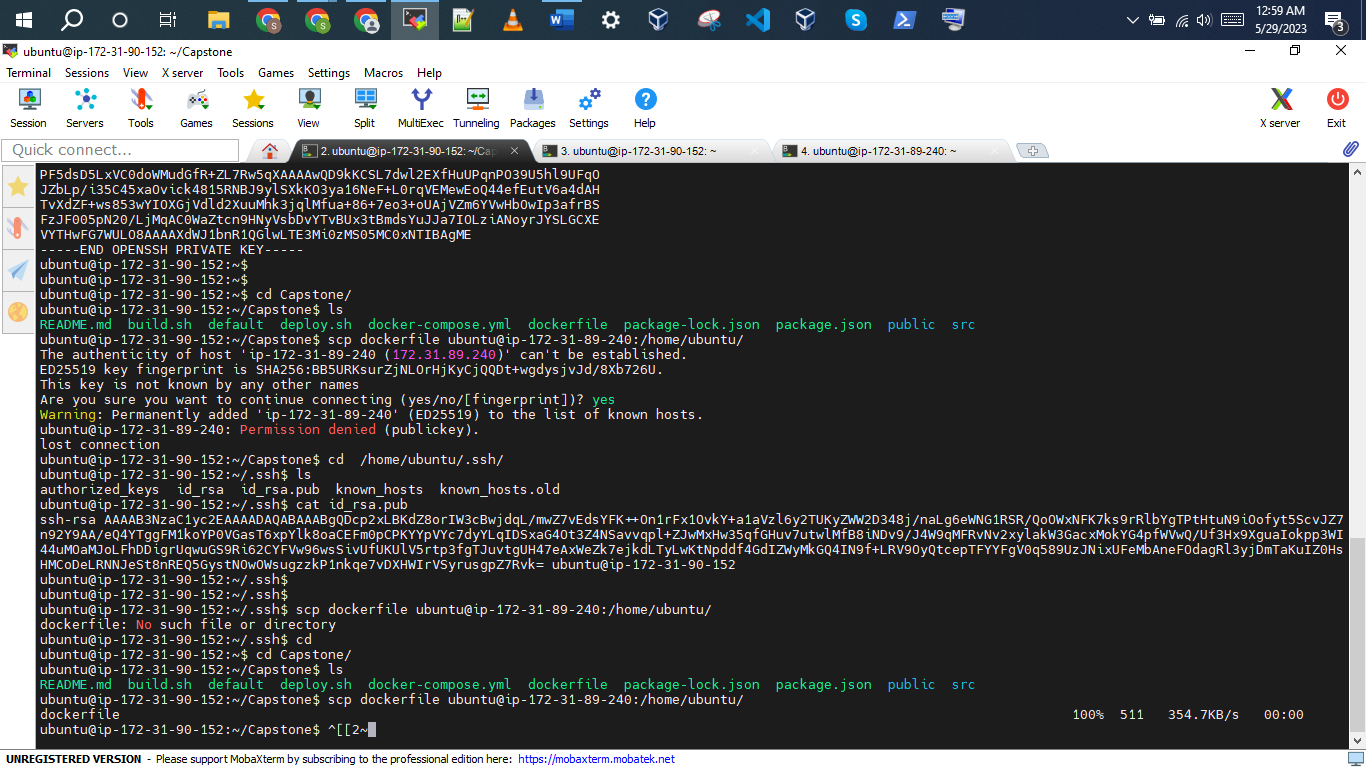 12:59 AM
5/29/2023
3
ubuntu@ip-172-31-90-152: ~/Capstone
Terminal Sessions View X server Tools Games Settings Macros Help
Session Servers Tools Games Sessions View Split MultiExec Tunneling Packages Settings Help X server Exit
Quick connect...
2. ubuntu@ip-172-31-90-152: ~/Cap
3. ubuntu@ip-172-31-90-152: ~
4. ubuntu@ip-172-31-89-240: ~
-----END OPENSSH PRIVATE KEY-----
ubuntu@ip-172-31-90-152:~$
ubuntu@ip-172-31-90-152:~$
ubuntu@ip-172-31-90-152:~$ cd Capstone/
ubuntu@ip-172-31-90-152:~/Capstone$ ls
README.md build.sh default deploy.sh docker-compose.yml dockerfile package-lock.json package.json public src
ubuntu@ip-172-31-90-152:~/Capstone$ scp dockerfile ubuntu@ip-172-31-89-240:/home/ubuntu/
The authenticity of host 'ip-172-31-89-240 (172.31.89.240)' can't be established.
ED25519 key fingerprint is SHA256:BB5URKsurZjNLOrHjKyCjQQDt+wgdysjvJd/8Xb726U.
This key is not known by any other names
Are you sure you want to continue connecting (yes/no/[fingerprint])? yes
Warning: Permanently added 'ip-172-31-89-240' (ED25519) to the list of known hosts.
ubuntu@ip-172-31-89-240: Permission denied (publickey).
lost connection
ubuntu@ip-172-31-90-152:~/Capstone$ cd  /home/ubuntu/.ssh/
ubuntu@ip-172-31-90-152:~/.ssh$ ls
authorized_keys id_rsa id_rsa.pub known_hosts known_hosts.old
ubuntu@ip-172-31-90-152:~/.ssh$ cat id_rsa.pub
ssh-rsa
ubuntu@ip-172-31-90-152
ubuntu@ip-172-31-90-152:~/.ssh$
ubuntu@ip-172-31-90-152:~/.ssh$
ubuntu@ip-172-31-90-152:~/.ssh$ scp dockerfile ubuntu@ip-172-31-89-240:/home/ubuntu/
dockerfile: No such file or directory
ubuntu@ip-172-31-90-152:~/.ssh$ cd
ubuntu@ip-172-31-90-152:~$ cd Capstone/
ubuntu@ip-172-31-90-152:~/Capstone$ ls
README.md build.sh default deploy.sh docker-compose.yml dockerfile package-lock.json package.json public src
ubuntu@ip-172-31-90-152:~/Capstone$ scp dockerfile ubuntu@ip-172-31-89-240:/home/ubuntu/
dockerfile 100% 511 354.7KB/s 00:00
ubuntu@ip-172-31-90-152:~/Capstone$ ^[[2~
UNREGISTERED VERSION - Please support MobaXterm by subscribing to the professional edition here: https://mobaxterm.mobatek.net